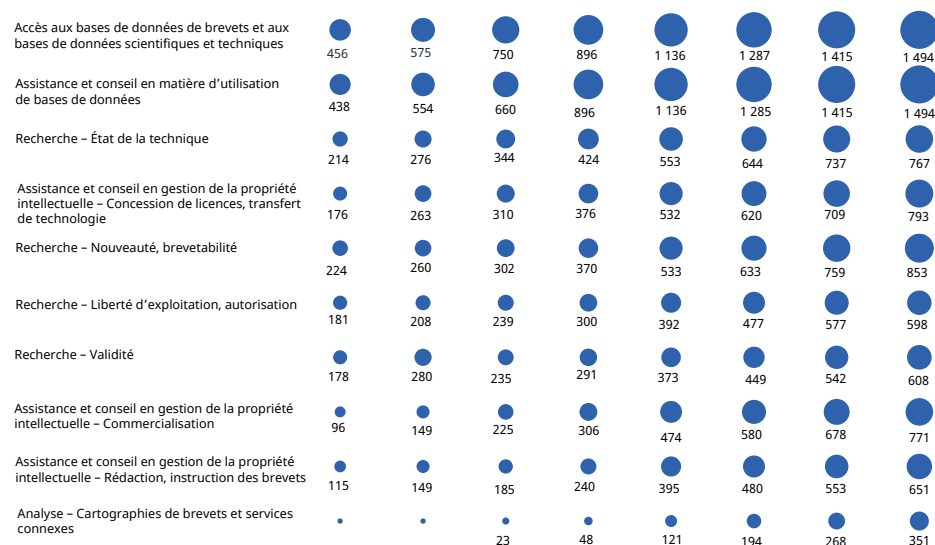 Accès aux bases de données de brevets et aux
bases de données scientifiques et techniques
456 575 750 896 1 136 1 287 1 415 1 494
Assistance et conseil en matière d’utilisation
de bases de données
438 554 660 896 1 136 1 285 1 415 1 494
Recherche – État de la technique
214 276 344 424 553 644 737 767
Assistance et conseil en gestion de la propriété
intellectuelle – Concession de licences, transfert
de technologie
176 263 310 376 532 620 709 793
Recherche – Nouveauté, brevetabilité
224 260 302 370 533 633 759 853
Recherche – Liberté d’exploitation, autorisation
181 208 239 300 392 477 577 598
Recherche – Validité
178 280 235 291 373 449 542 608
Assistance et conseil en gestion de la propriété
intellectuelle – Commercialisation
96 149 225 306 474 580 678 771
Assistance et conseil en gestion de la propriété
intellectuelle – Rédaction, instruction des brevets
115 149 185 240 395 480 553 651
Analyse – Cartographies de brevets et services
connexes
23 48 121 194 268 351